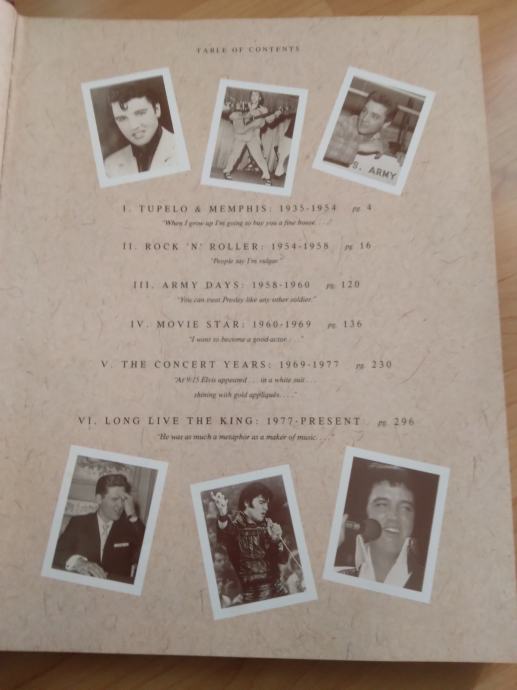 TABLE OF CONTENTS
S. ARMY
I. TUPELO & MEMPHIS: 1935-1954 pg. 4
"When I grow up I'm going to buy you a fine house. . . ."
II. ROCK 'N' ROLLER: 1954-1958 pg. 16
"People say I'm vulgar."
III. ARMY DAYS: 1958-1960 pg. 120
"You can treat Presley like any other soldier."
IV. MOVIE STAR: 1960-1969 pg. 136
"I want to become a good actor. . . ."
V. THE CONCERT YEARS: 1969-1977 pg. 230
"At 9:15 Elvis appeared . . . in a white suit . . .
shining with gold appliqués. . . ."
VI. LONG LIVE THE KING: 1977-PRESENT pg. 296
"He was as much a metaphor as a maker of music. . . ."